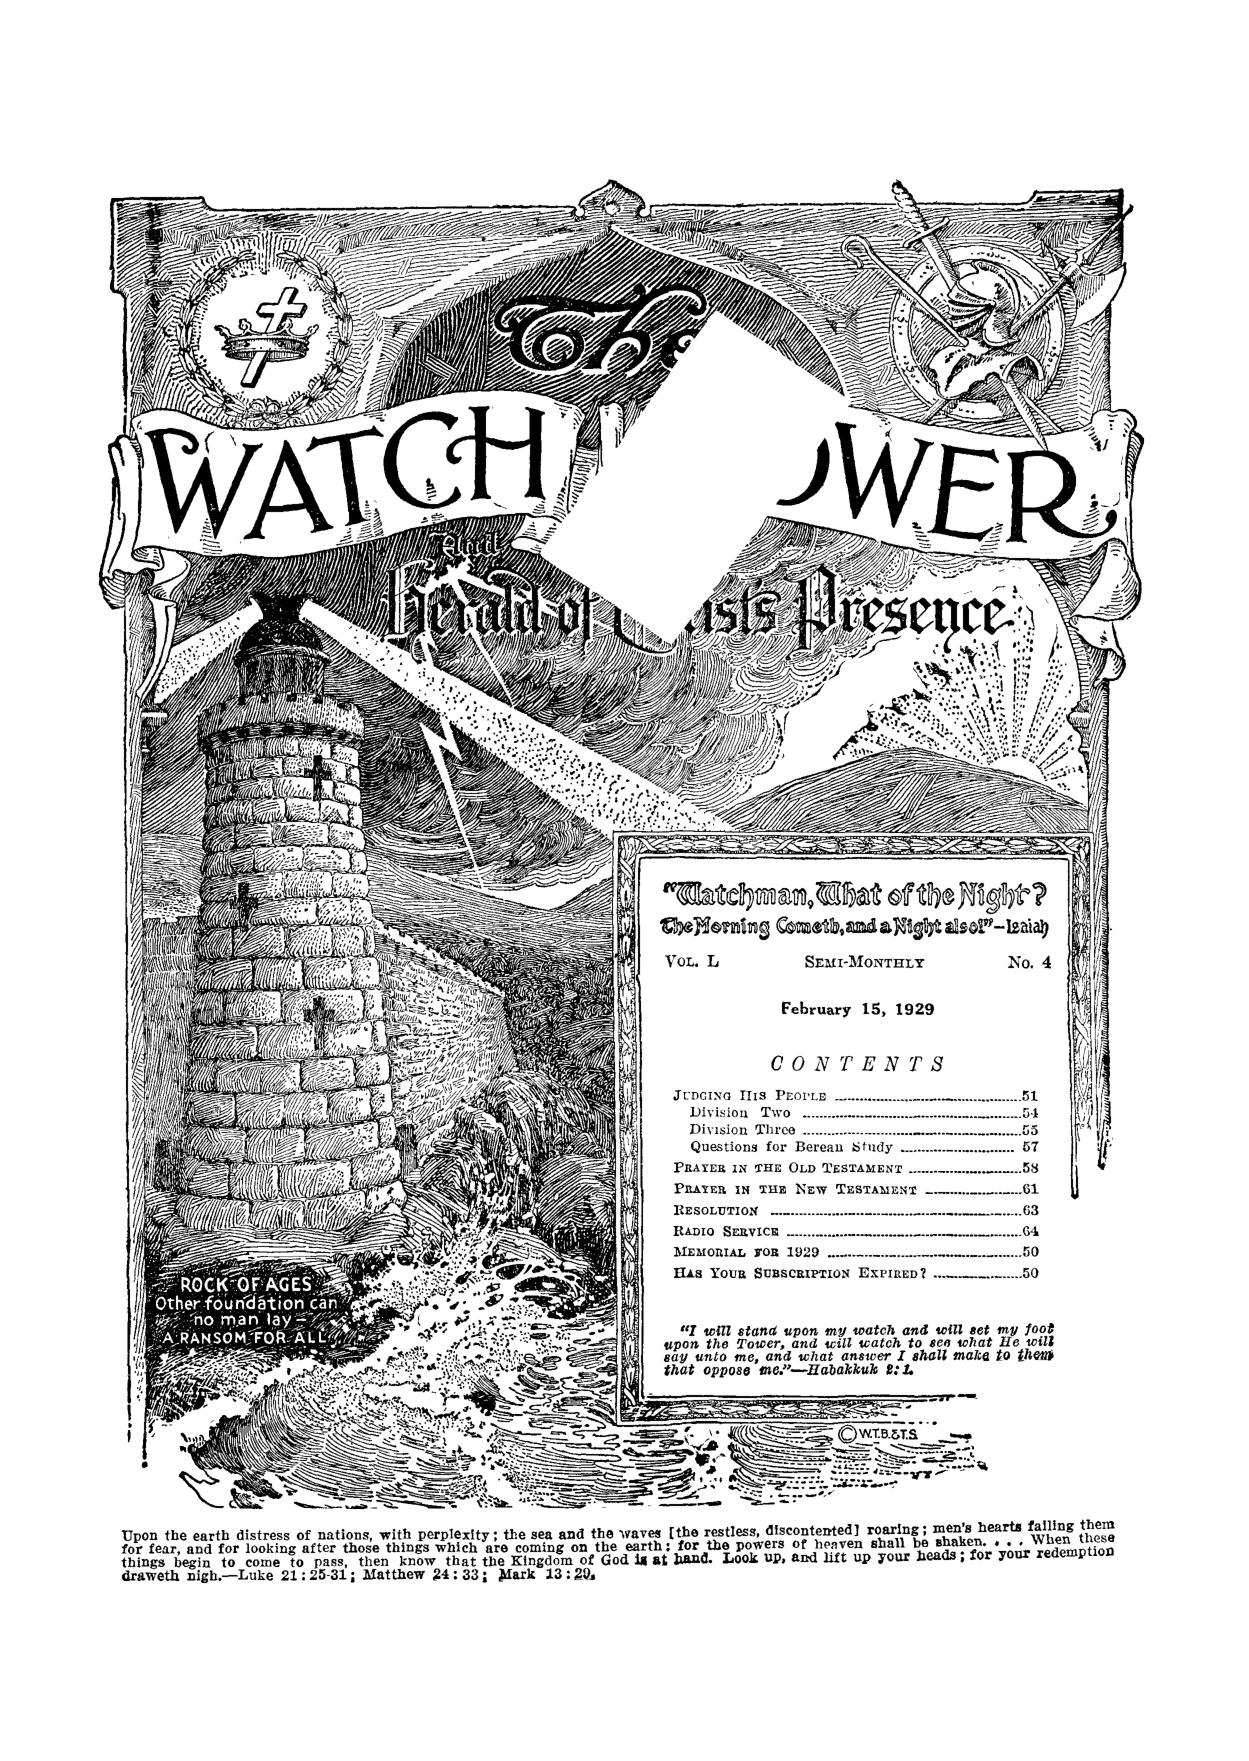 The
WATCH
And
Herald of Presence
"Watchman, What of the Night?
The Morning Cometh, and a Night also!"—Isaiah
VOL. L SEMI-MONTHLY No. 4
February 15, 1929
CONTENTS
JUDGING HIS PEOPLE 51
Division Two 54
Division Three 55
Questions for Berean Study 57
PRAYER IN THE OLD TESTAMENT 58
PRAYER IN THE NEW TESTAMENT 61
RESOLUTION 63
RADIO SERVICE 64
MEMORIAL FOR 1929 50
HAS YOUR SUBSCRIPTION EXPIRED? 50
"I will stand upon my watch and will set my foot
upon the Tower, and will watch to see what He will
say unto me, and what answer I shall make to them
that oppose me."—Habakkuk 2:1.
ROCK OF AGES
Other foundation can
no man lay—
A RANSOM FOR ALL
©W.T.B.&T.S.
Upon the earth distress of nations, with perplexity; the sea and the waves [the restless, discontented] roaring; men's hearts failing them
for fear, and for looking after those things which are coming on the earth; for the powers of heaven shall be shaken. . . . When these
things begin to come to pass, then know that the Kingdom of God is at hand. Look up, and lift up your heads; for your redemption
draweth nigh.—Luke 21:25-31; Matthew 24:33; Mark 13:29.